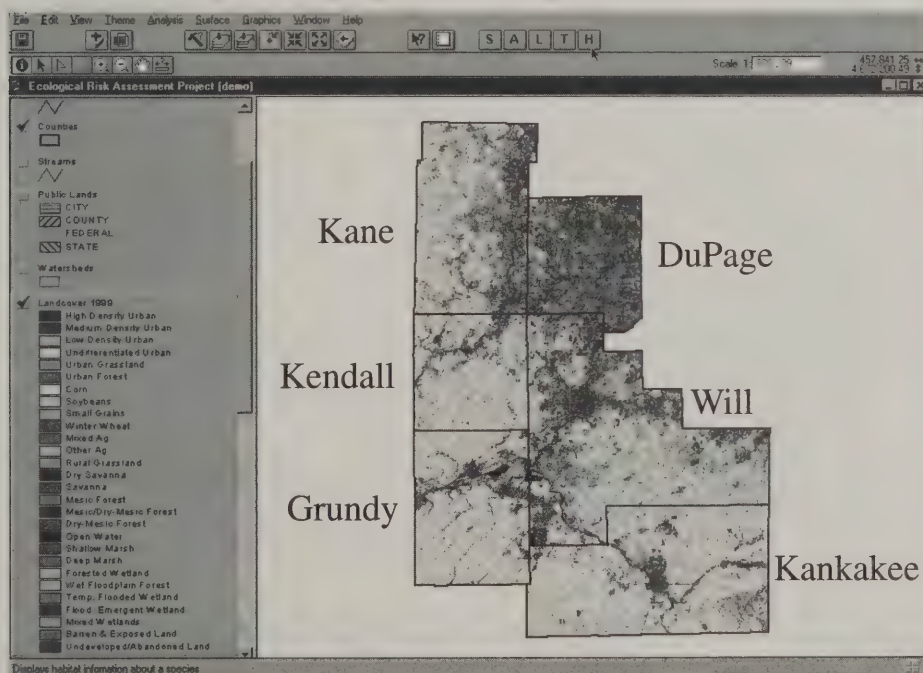 File Edit View Theme Analysis Surface Graphics Window Help
S A L T H
Scale 1:
457,841.25
Ecological Risk Assessment Project [demo]
Counties
Streams
Public Lands
CITY
COUNTY
FEDERAL
STATE
Watersheds
Landcover 1999
High Density Urban
Medium Density Urban
Low Density Urban
Undifferentiated Urban
Urban Grassland
Urban Forest
Corn
Soybeans
Small Grains
Winter Wheat
Mixed Ag
Other Ag
Rural Grassland
Dry Savanna
Savanna
Mesic Forest
Mesic/Dry-Mesic Forest
Dry-Mesic Forest
Open Water
Shallow Marsh
Deep Marsh
Forested Wetland
Wet Floodplain Forest
Temp. Flooded Wetland
Flood. Emergent Wetland
Mixed Wetlands
Barren & Exposed Land
Undeveloped/Abandoned Land
Kane
DuPage
Kendall
Will
Grundy
Kankakee
Displays habitat infomation about a species